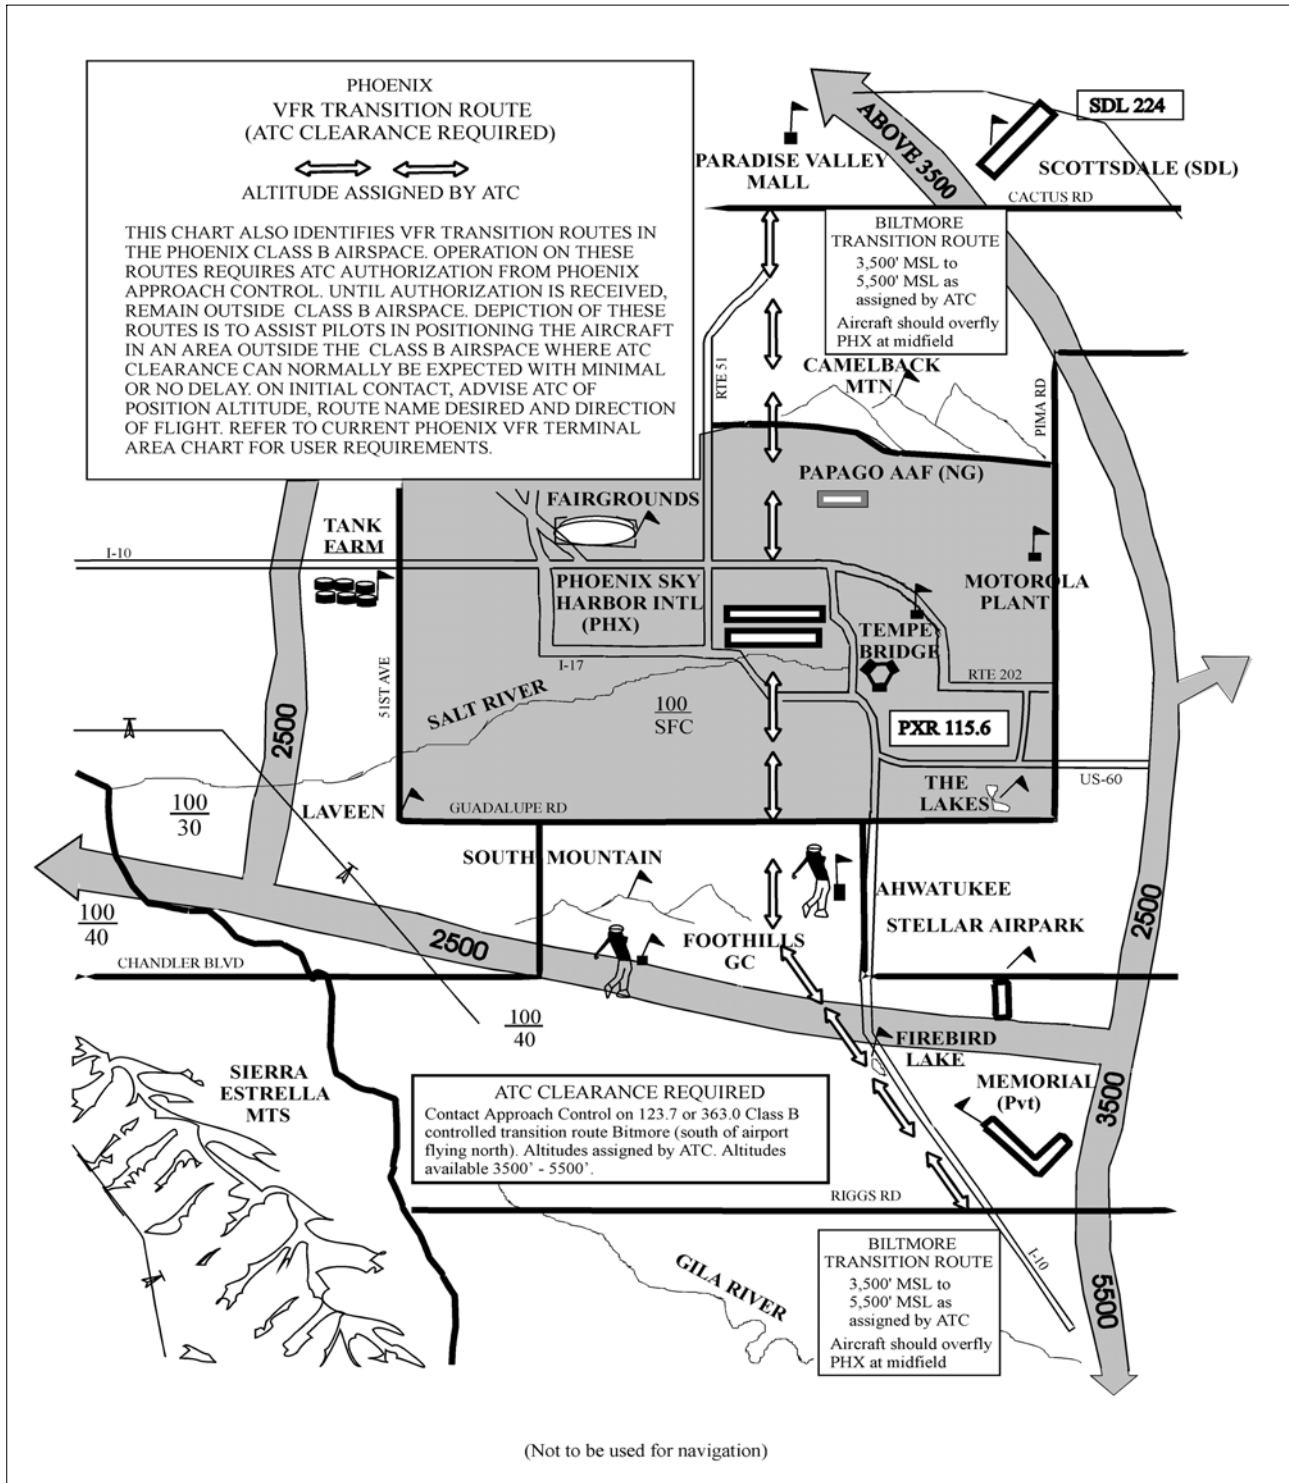 PHOENIX
VFR TRANSITION ROUTE
(ATC CLEARANCE REQUIRED)
ALTITUDE ASSIGNED BY ATC
THIS CHART ALSO IDENTIFIES VFR TRANSITION ROUTES IN
THE PHOENIX CLASS B AIRSPACE. OPERATION ON THESE
ROUTES REQUIRES ATC AUTHORIZATION FROM PHOENIX
APPROACH CONTROL. UNTIL AUTHORIZATION IS RECEIVED,
REMAIN OUTSIDE CLASS B AIRSPACE. DEPICTION OF THESE
ROUTES IS TO ASSIST PILOTS IN POSITIONING THE AIRCRAFT
IN AN AREA OUTSIDE THE CLASS B AIRSPACE WHERE ATC
CLEARANCE CAN NORMALLY BE EXPECTED WITH MINIMAL
OR NO DELAY. ON INITIAL CONTACT, ADVISE ATC OF
POSITION ALTITUDE, ROUTE NAME DESIRED AND DIRECTION
OF FLIGHT. REFER TO CURRENT PHOENIX VFR TERMINAL
AREA CHART FOR USER REQUIREMENTS.
ABOVE 3500
SDL 224
PARADISE VALLEY
MALL
SCOTTSDALE (SDL)
CACTUS RD
BILTMORE
TRANSITION ROUTE
3,500' MSL to
5,500' MSL as
assigned by ATC
Aircraft should overfly
PHX at midfield
RTE 51
CAMELBACK
MTN
PIMA RD
PAPAGO AAF (NG)
FAIRGROUNDS
TANK
FARM
I-10
PHOENIX SKY
HARBOR INTL
(PHX)
MOTOROLA
PLANT
TEMPE
BRIDGE
I-17
RTE 202
51ST AVE
SALT RIVER
100
SFC
PXR 115.6
2500
US-60
THE
LAKES
100
30
LAVEEN
GUADALUPE RD
SOUTH MOUNTAIN
AHWATUKEE
100
40
2500
STELLAR AIRPARK
2500
FOOTHILLS
GC
CHANDLER BLVD
100
40
FIREBIRD
LAKE
SIERRA
ESTRELLA
MTS
MEMORIAL
(Pvt)
3500
ATC CLEARANCE REQUIRED
Contact Approach Control on 123.7 or 363.0 Class B
controlled transition route Bitmore (south of airport
flying north). Altitudes assigned by ATC. Altitudes
available 3500' - 5500'.
RIGGS RD
GILA RIVER
I-10
5500
BILTMORE
TRANSITION ROUTE
3,500' MSL to
5,500' MSL as
assigned by ATC
Aircraft should overfly
PHX at midfield
(Not to be used for navigation)